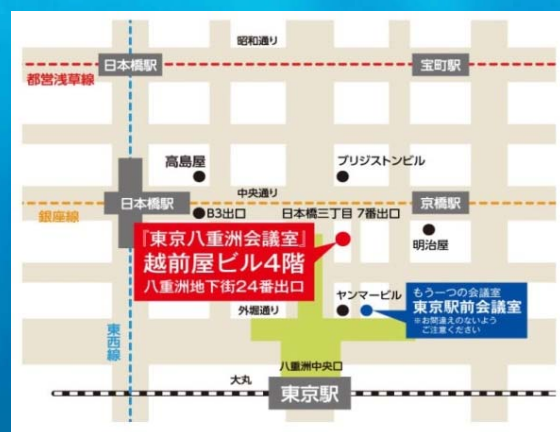 昭和通り
日本橋駅
宝町駅
都営浅草線
高島屋
ブリジストンビル
中央通り
日本橋駅
京橋駅
銀座線
B3出口
日本橋三丁目 7番出口
明治屋
『東京八重洲会議室』
越前屋ビル4階
八重洲地下街24番出口
外堀通り
ヤンマービル
もう一つの会議室
東京駅前会議室
※お間違えのないよう
ご注意ください
東西線
八重洲中央口
大丸
東京駅